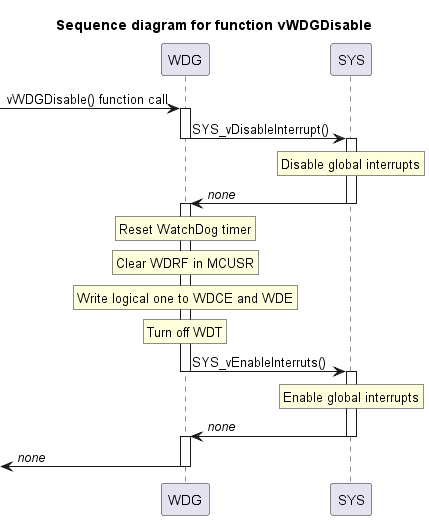 Sequence diagram for function vWDGDisable
WDG
SYS
vWDGDisable() function call
SYS_vDisableInterrupt()
Disable global interrupts
none
Reset WatchDog timer
Clear WDRF in MCUSR
Write logical one to WDCE and WDE
Turn off WDT
SYS_vEnableInterruts()
Enable global interrupts
none
none
WDG
SYS